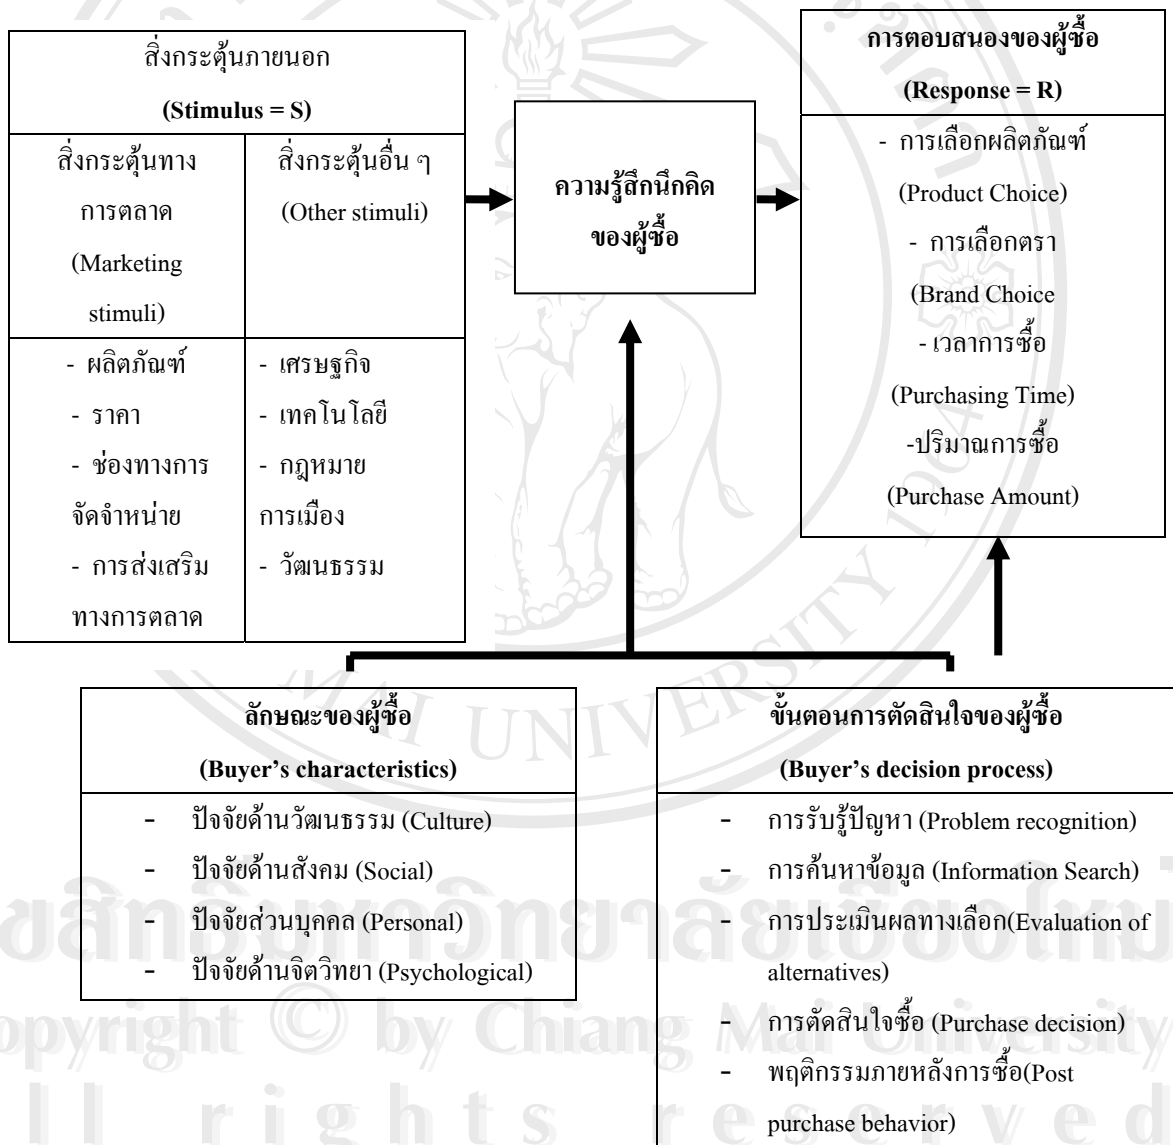 สิ่งกระตุ้นภายนอก
(Stimulus = S)
สิ่งกระตุ้นทาง
การตลาด
(Marketing
stimuli)
สิ่งกระตุ้นอื่น ๆ
(Other stimuli)
- ผลิตภัณฑ์
- ราคา
- ช่องทางการ
จัดจำหน่าย
- การส่งเสริม
ทางการตลาด
- เศรษฐกิจ
- เทคโนโลยี
- กฎหมาย
การเมือง
- วัฒนธรรม
ความรู้สึกนึกคิด
ของผู้ซื้อ
การตอบสนองของผู้ซื้อ
(Response = R)
- การเลือกผลิตภัณฑ์
(Product Choice)
- การเลือกตรา
(Brand Choice
- เวลาการซื้อ
(Purchasing Time)
-ปริมาณการซื้อ
(Purchase Amount)
ลักษณะของผู้ซื้อ
(Buyer’s characteristics)
- ปัจจัยด้านวัฒนธรรม (Culture)
- ปัจจัยด้านสังคม (Social)
- ปัจจัยส่วนบุคคล (Personal)
- ปัจจัยด้านจิตวิทยา (Psychological)
ขั้นตอนการตัดสินใจของผู้ซื้อ
(Buyer’s decision process)
- การรับรู้ปัญหา (Problem recognition)
- การค้นหาข้อมูล (Information Search)
- การประเมินผลทางเลือก(Evaluation of
alternatives)
- การตัดสินใจซื้อ (Purchase decision)
- พฤติกรรมภายหลังการซื้อ(Post
purchase behavior)
MAI UNIVERSITY 1964
by Chiang Mai University
rights reserved